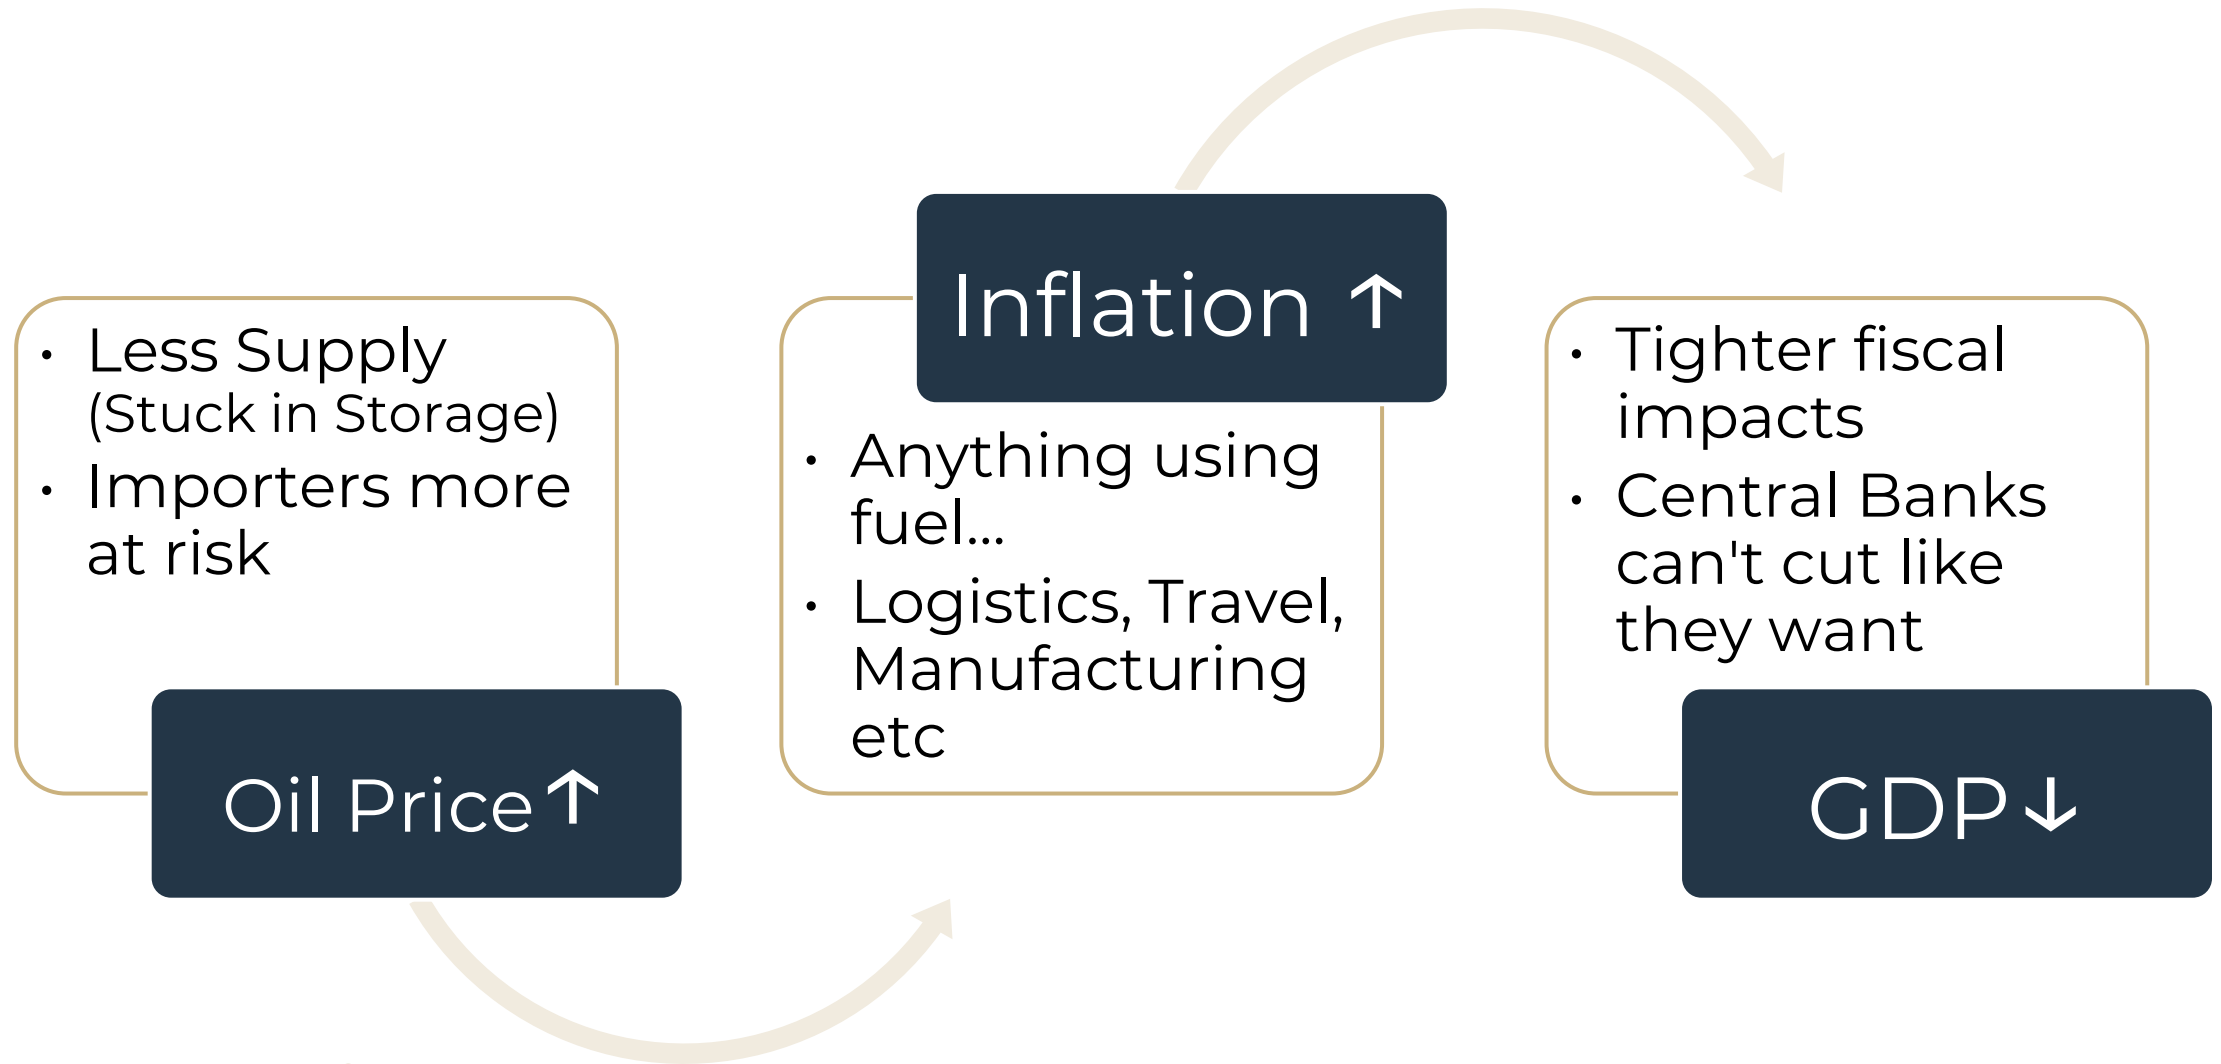 • Less Supply
(Stuck in Storage)
• Importers more
at risk
Oil Price ↑
Inflation ↑
• Anything using
fuel...
• Logistics, Travel,
Manufacturing
etc
• Tighter fiscal
impacts
• Central Banks
can't cut like
they want
GDP ↓